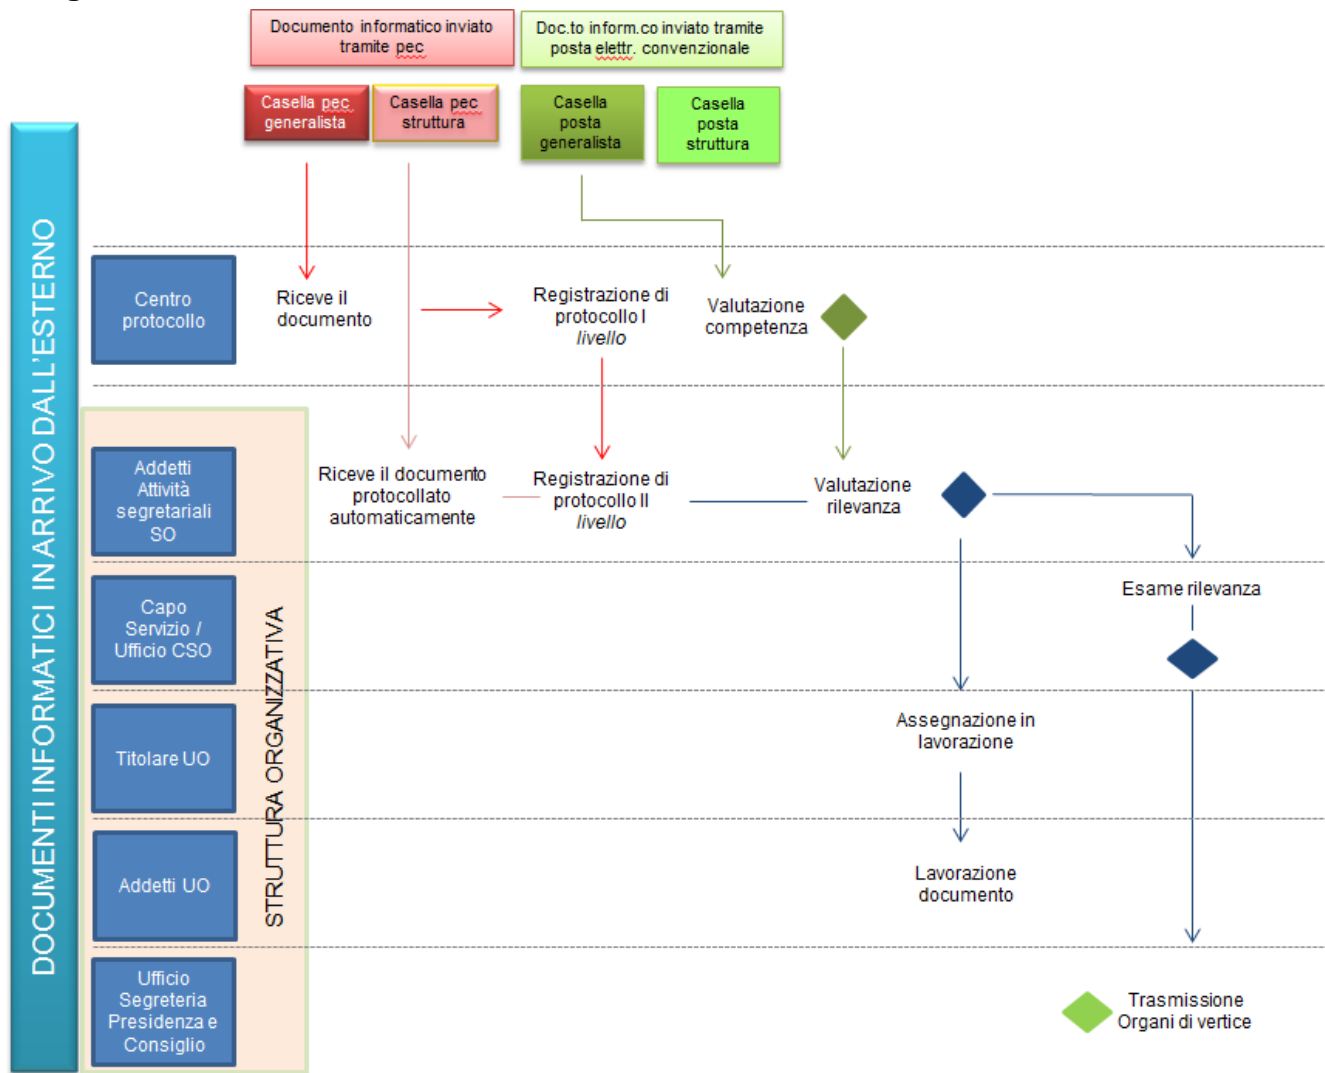 Documento informatico inviato
tramite pec
Doc.to inform.co inviato tramite
posta elettr. convenzionale
Casella pec
generalista
Casella pec
struttura
Casella
posta
generalista
Casella
posta
struttura
DOCUMENTI INFORMATICI IN ARRIVO DALL'ESTERNO
Centro
protocollo
Riceve il
documento
Registrazione di
protocollo I
livello
Valutazione
competenza
Addetti
Attività
segretariali
SO
Riceve il documento
protocollato
automaticamente
Registrazione di
protocollo II
livello
Valutazione
rilevanza
STRUTTURA ORGANIZZATIVA
Capo
Servizio /
Ufficio CSO
Esame rilevanza
Titolare UO
Assegnazione in
lavorazione
Addetti UO
Lavorazione
documento
Ufficio
Segreteria
Presidenza e
Consiglio
Trasmissione
Organi di vertice